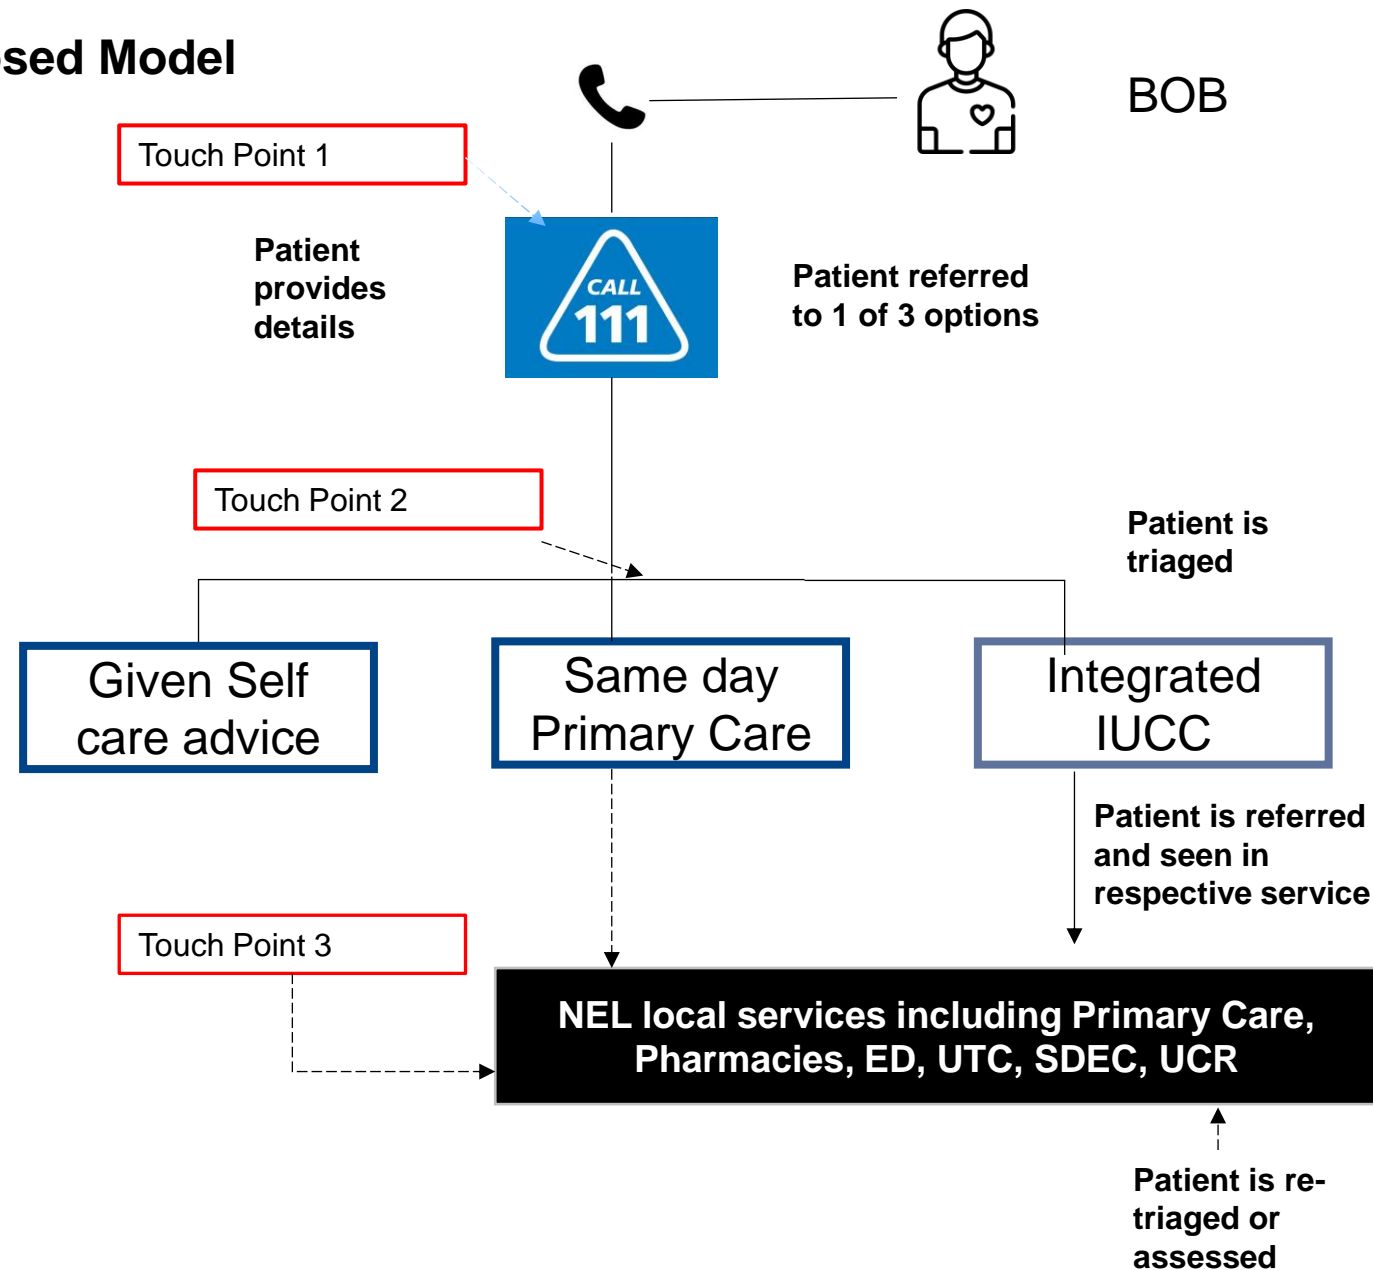 sed Model
BOB
Touch Point 1
Patient
provides
details
CALL
111
Patient referred
to 1 of 3 options
Touch Point 2
Patient is
triaged
Given Self
care advice
Same day
Primary Care
Integrated
IUCC
Patient is referred
and seen in
respective service
Touch Point 3
NEL local services including Primary Care,
Pharmacies, ED, UTC, SDEC, UCR
Patient is re-
triaged or
assessed